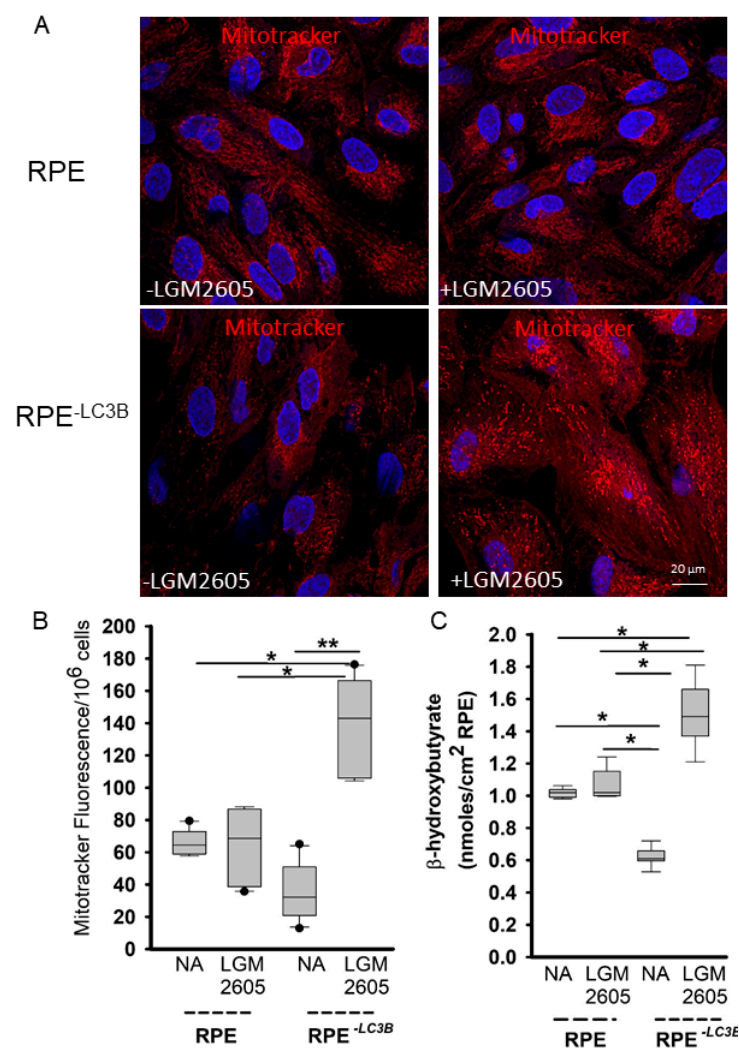 A
Mitotracker
Mitotracker
RPE
-LGM2605
+LGM2605
Mitotracker
Mitotracker
RPE-LC3B
-LGM2605
+LGM2605
20 µm
B
Mitotracker Fluorescence/10^6 cells
200
180
160
140
120
100
80
60
40
20
0
*
*
**
NA
LGM
2605
NA
LGM
2605
RPE
RPE-LC3B
C
β-hydroxybutyrate
(nmoles/cm2 RPE)
2.0
1.8
1.6
1.4
1.2
1.0
0.8
0.6
0.4
0.2
0.0
*
*
*
*
*
NA
LGM
2605
NA
LGM
2605
RPE
RPE-LC3B